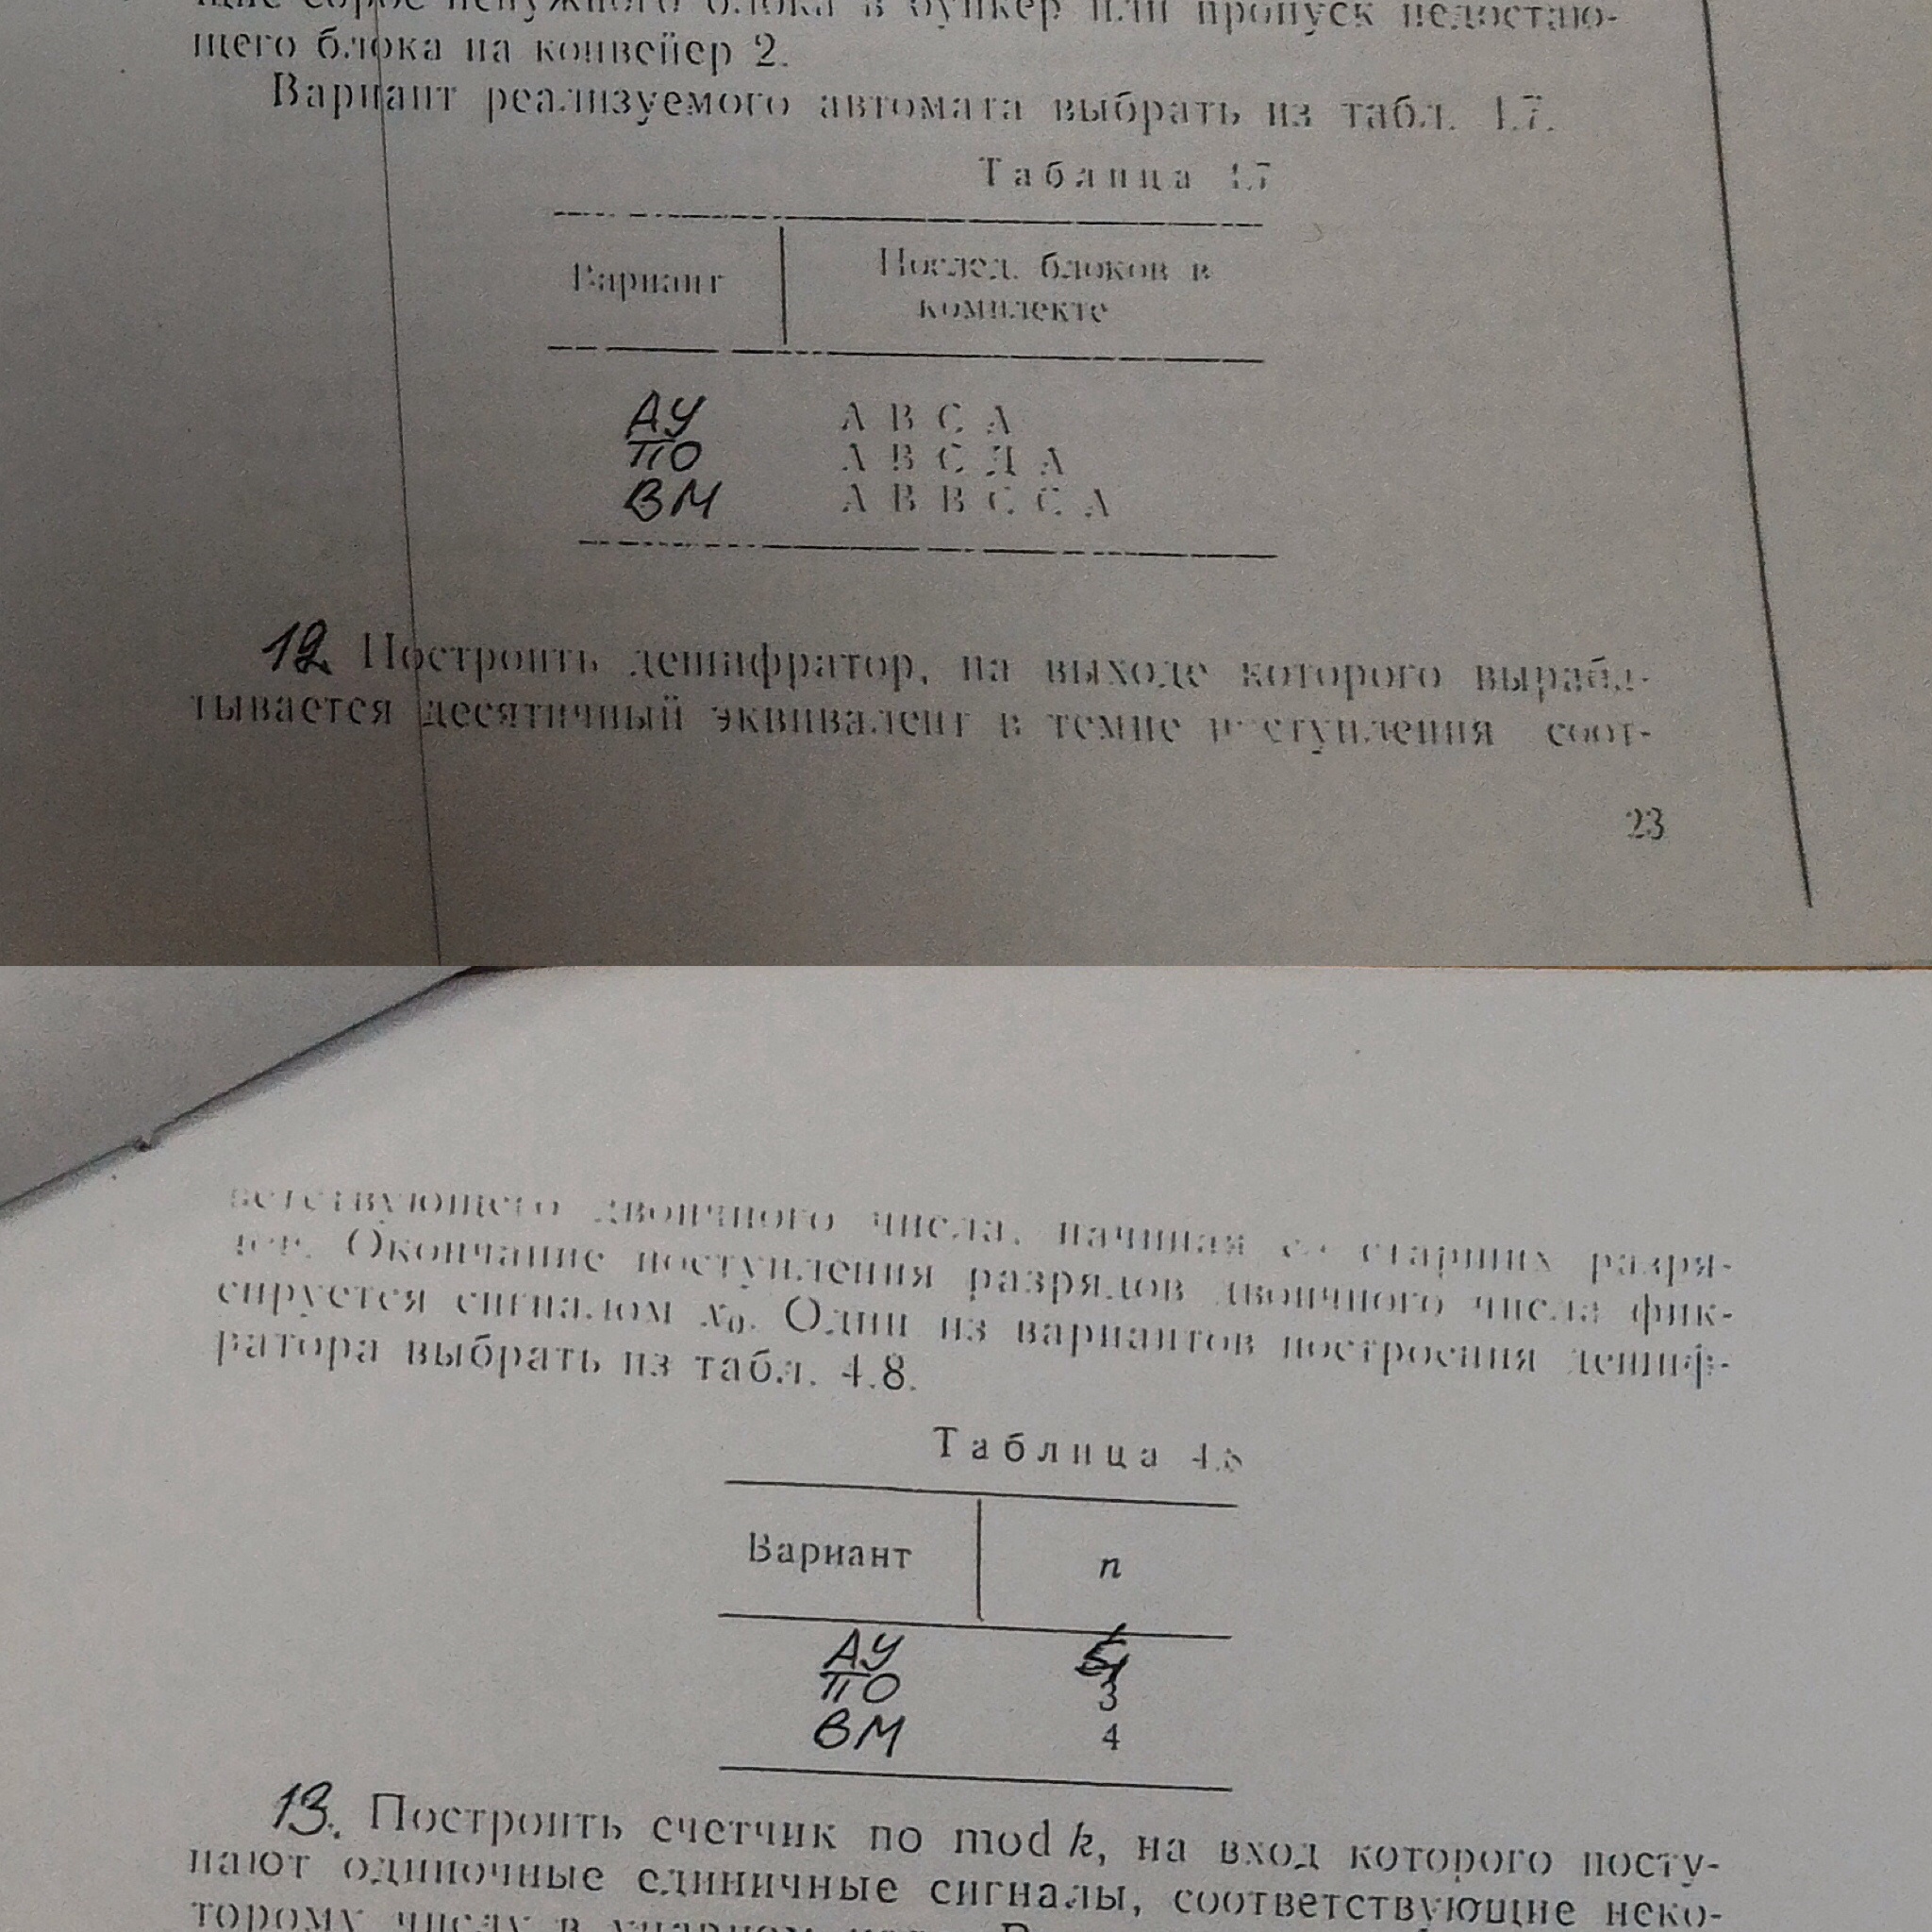 щего блока на конвейер 2.
Вариант реализуемого автомата выбрать из табл. 4.7.
Таблица 4.7
Вариант Послед. блоков в
комплекте
АУ А В С А
ПО А В С Д А
ВМ А В В С С А
12 Построить дешифратор, на выходе которого выраба-
тывается десятичный эквивалент в темпе поступления соот-
23
ветствующего двоичного числа, начиная со старших разря-
дов. Окончание поступления разрядов двоичного числа фик-
сируется сигналом x₀. Один из вариантов построения дешиф-
ратора выбрать из табл. 4.8.
Таблица 4.8
Вариант n
АУ
ПО 3
ВМ 4
13. Построить счетчик по mod k, на вход которого посту-
пают одиночные единичные сигналы, соответствующие неко-
торому числу в